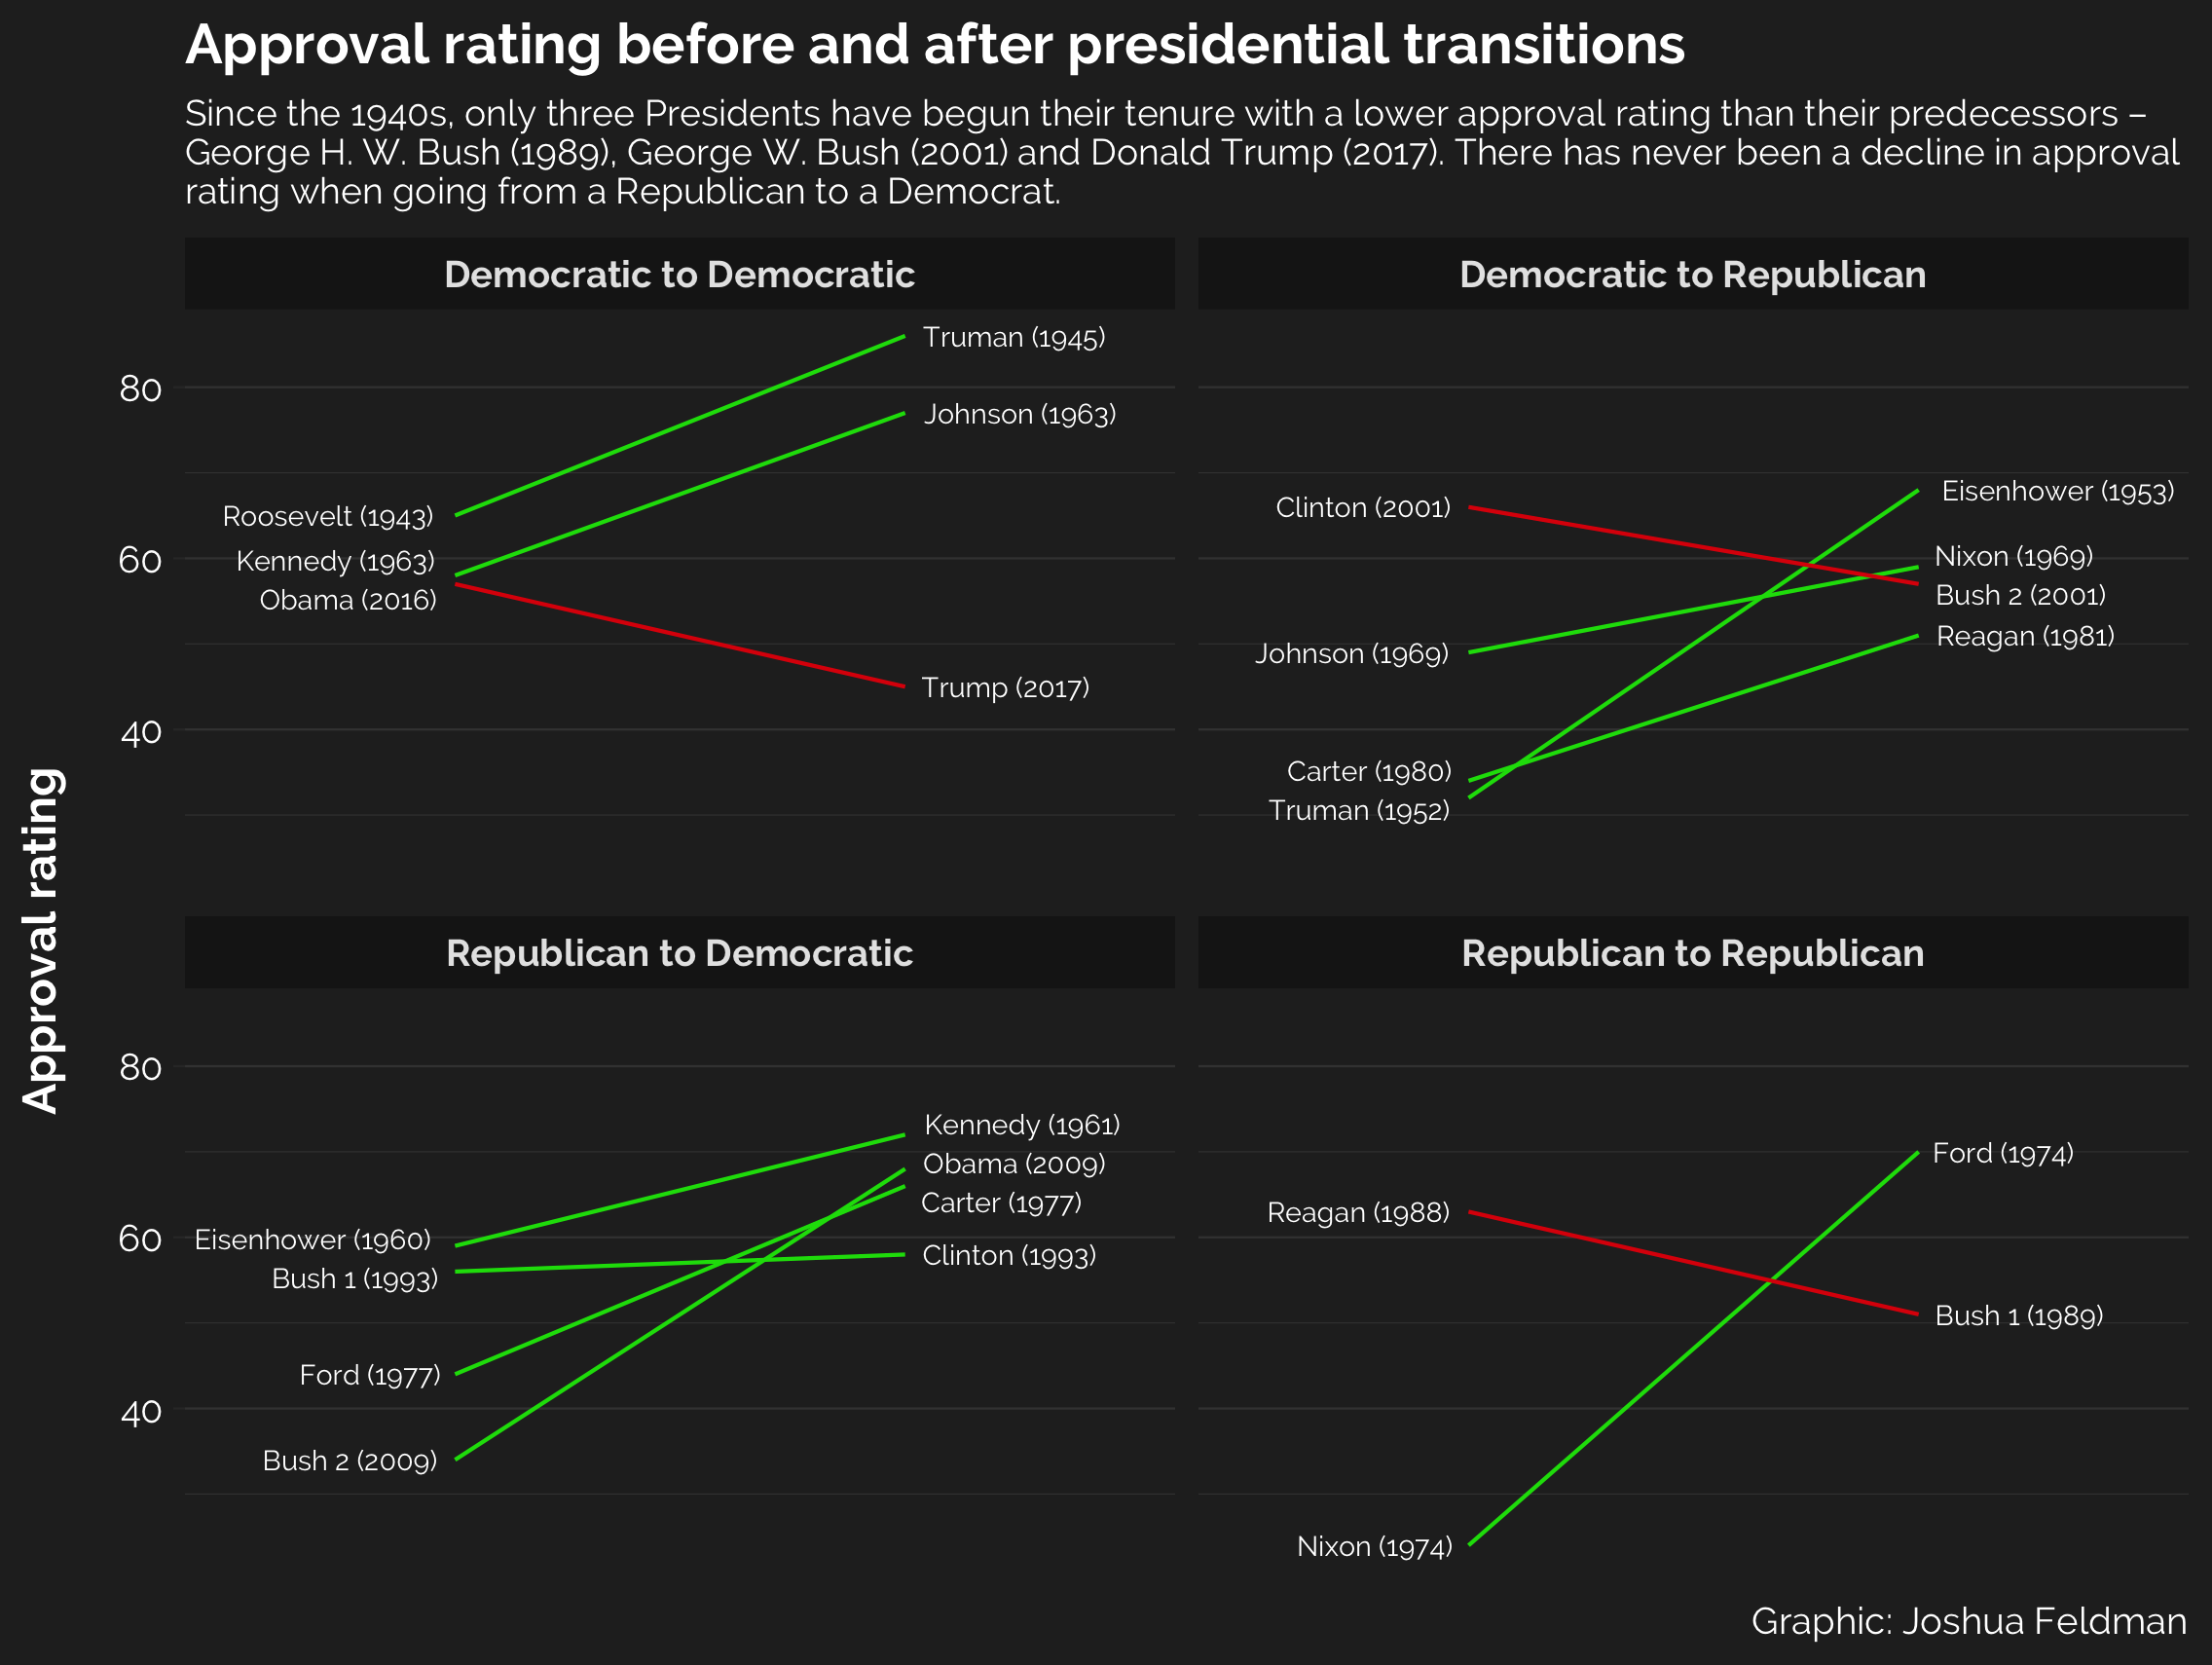 Approval rating before and after presidential transitions
Since the 1940s, only three Presidents have begun their tenure with a lower approval rating than their predecessors –
George H. W. Bush (1989), George W. Bush (2001) and Donald Trump (2017). There has never been a decline in approval
rating when going from a Republican to a Democrat.
Approval rating
Democratic to Democratic
80
60
40
Truman (1945)
Johnson (1963)
Roosevelt (1943)
Kennedy (1963)
Obama (2016)
Trump (2017)
Democratic to Republican
Eisenhower (1953)
Clinton (2001)
Nixon (1969)
Bush 2 (2001)
Reagan (1981)
Johnson (1969)
Carter (1980)
Truman (1952)
Republican to Democratic
80
60
40
Kennedy (1961)
Obama (2009)
Carter (1977)
Eisenhower (1960)
Clinton (1993)
Bush 1 (1993)
Ford (1977)
Bush 2 (2009)
Republican to Republican
Ford (1974)
Reagan (1988)
Bush 1 (1989)
Nixon (1974)
Graphic: Joshua Feldman